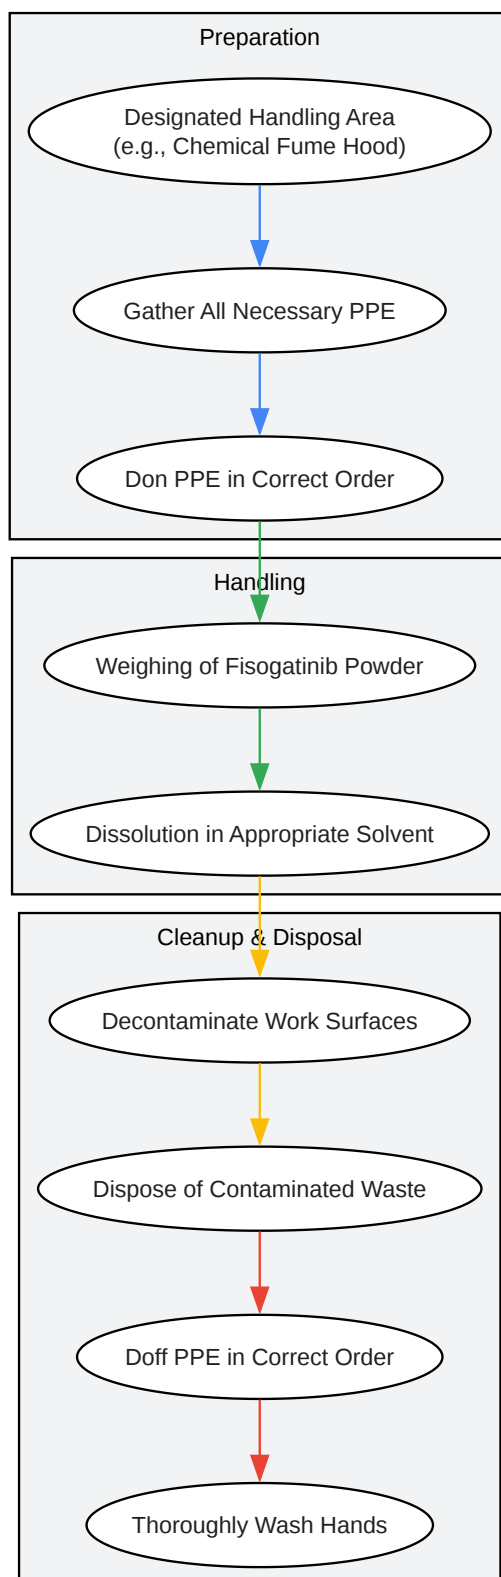 Preparation
Designated Handling Area
(e.g., Chemical Fume Hood)
Gather All Necessary PPE
Don PPE in Correct Order
Handling
Weighing of Fisogatinib Powder
Dissolution in Appropriate Solvent
Cleanup & Disposal
Decontaminate Work Surfaces
Dispose of Contaminated Waste
Doff PPE in Correct Order
Thoroughly Wash Hands